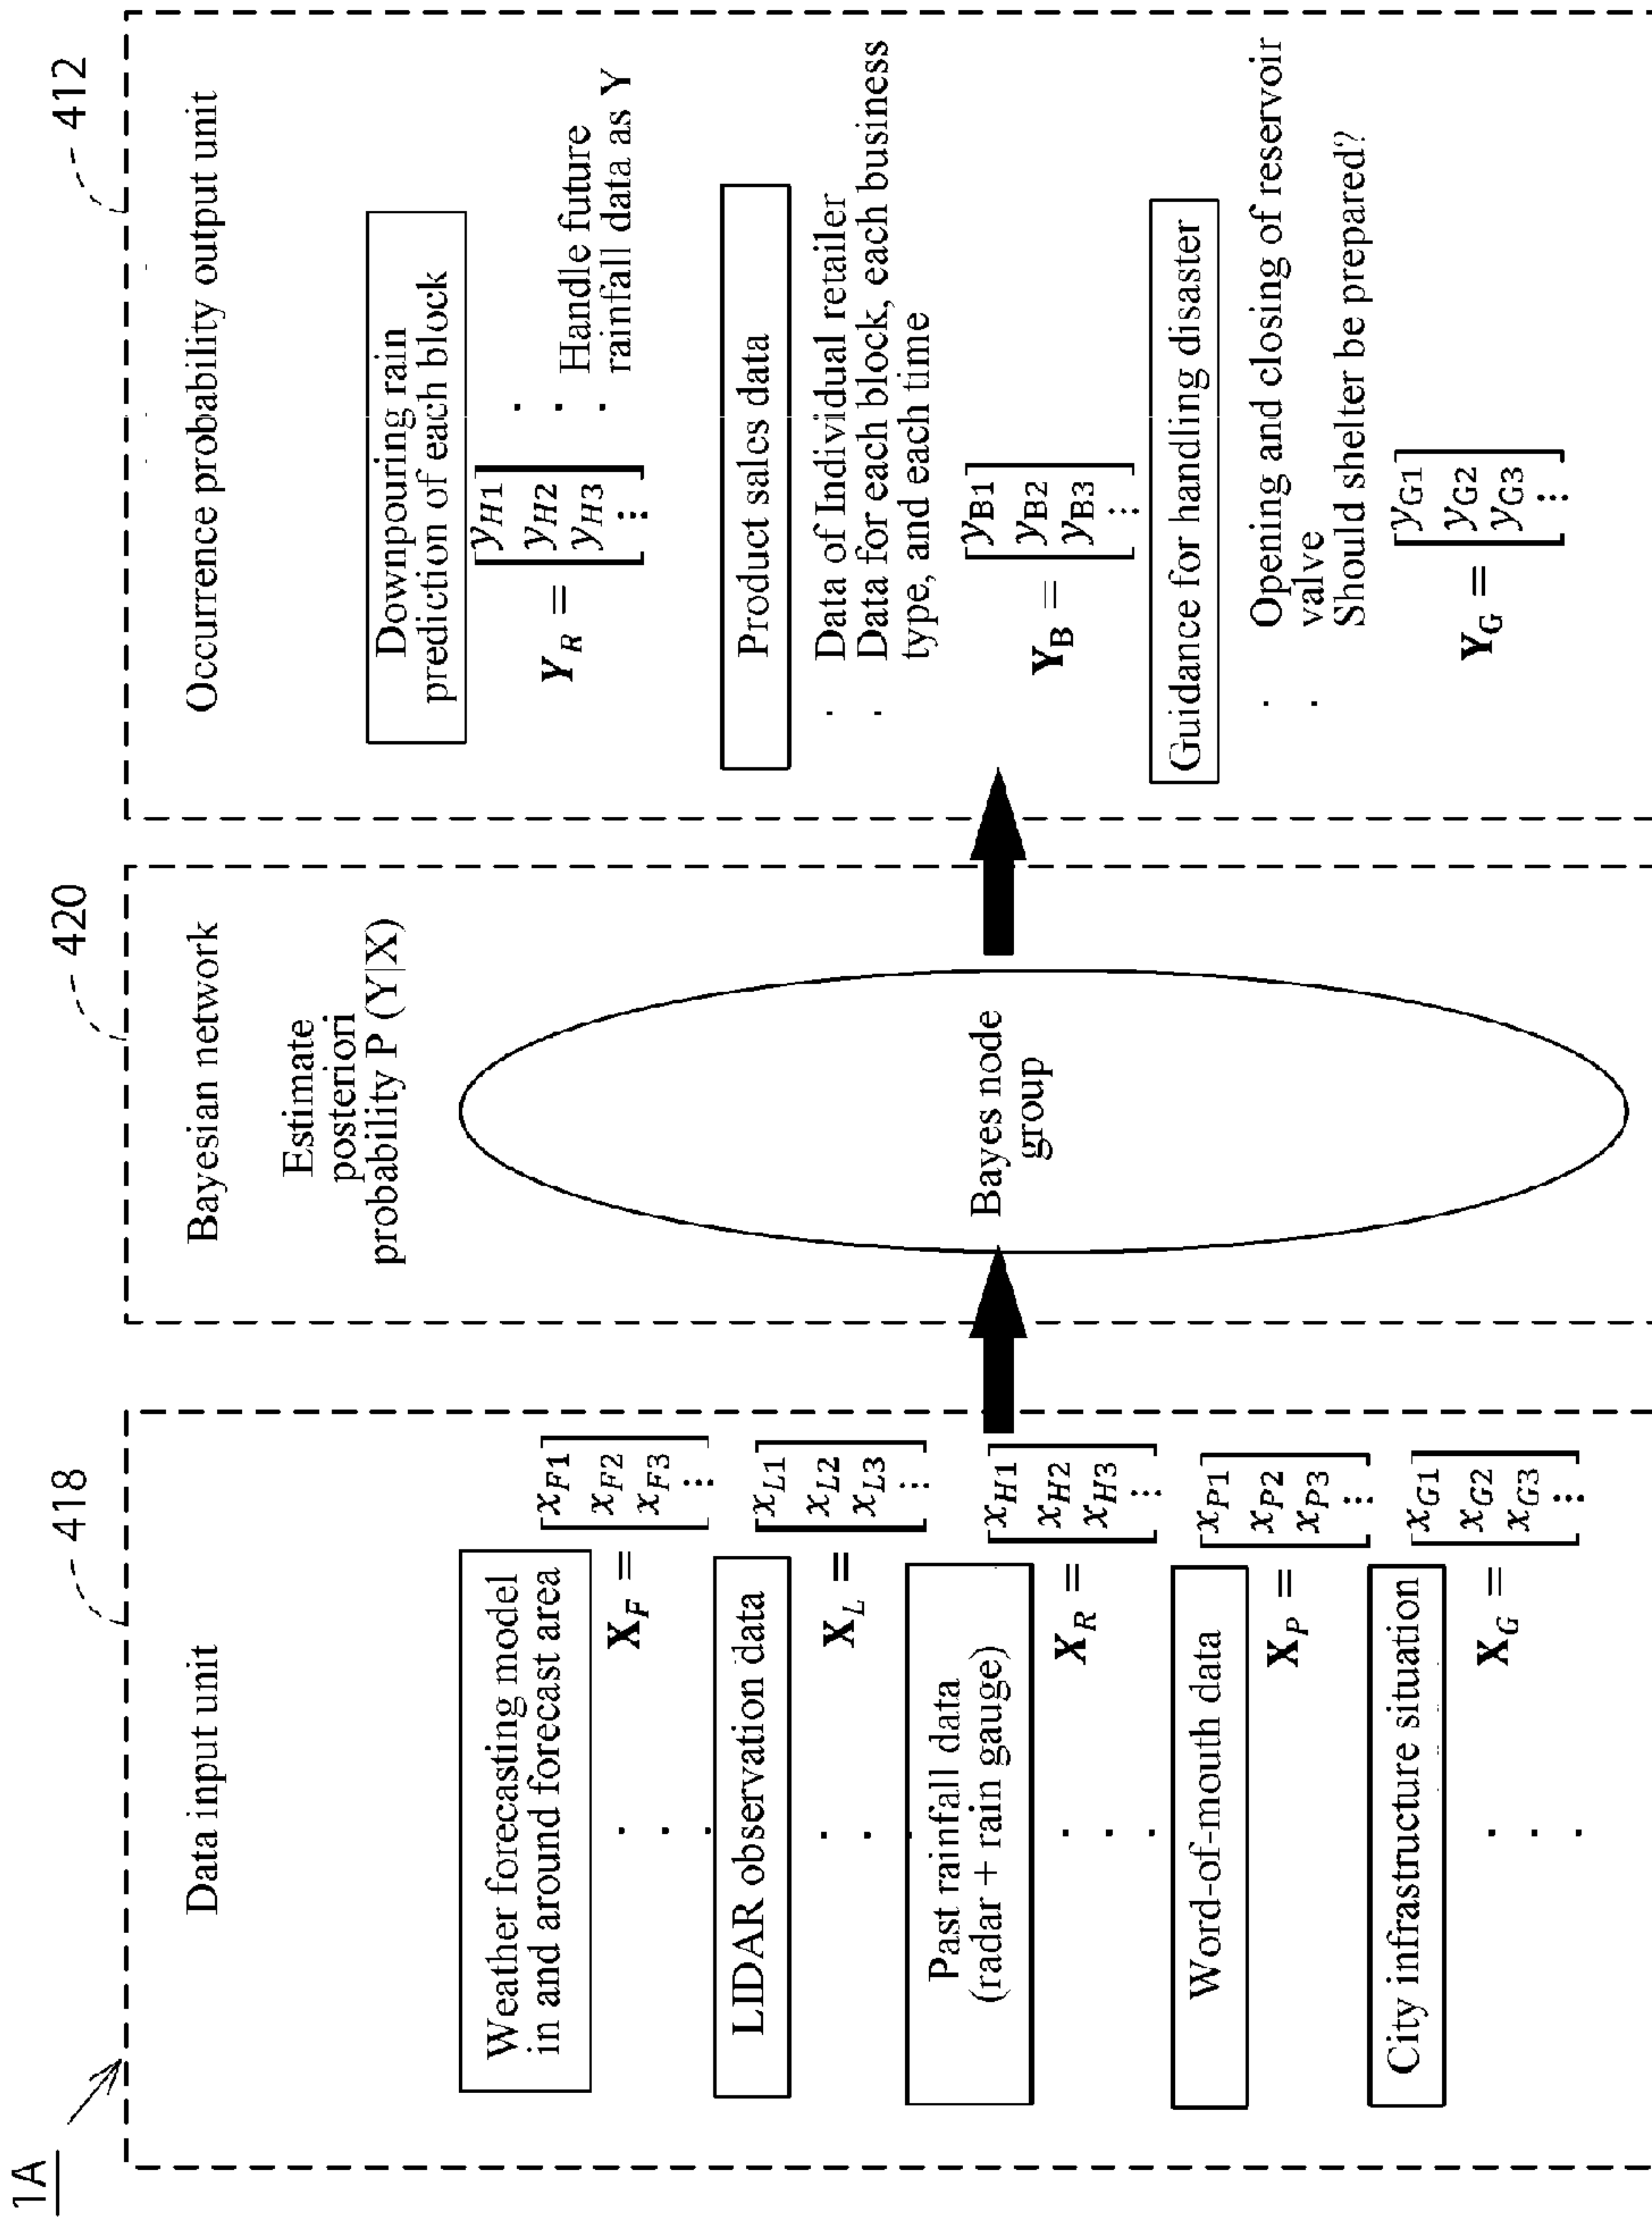 1A
418
Data input unit
Weather forecasting model
in and around forecast area
X_F = [x_F1
x_F2
x_F3
⋮]
LIDAR observation data
X_L = [x_L1
x_L2
x_L3
⋮]
Past rainfall data
(radar + rain gauge)
X_R = [x_H1
x_H2
x_H3
⋮]
Word-of-mouth data
X_P = [x_P1
x_P2
x_P3
⋮]
City infrastructure situation
X_G = [x_G1
x_G2
x_G3
⋮]
420
Bayesian network
Estimate
posteriori
probability P (Y|X)
Bayes node
group
412
Occurrence probability output unit
Downpouring rain
prediction of each block
Y_R = [y_H1
y_H2
y_H3
⋮]
· Handle future
rainfall data as Y
Product sales data
· Data of Individual retailer
· Data for each block, each business
type, and each time
Y_B = [y_B1
y_B2
y_B3
⋮]
Guidance for handling disaster
· Opening and closing of reservoir
valve
· Should shelter be prepared?
Y_G = [y_G1
y_G2
y_G3
⋮]